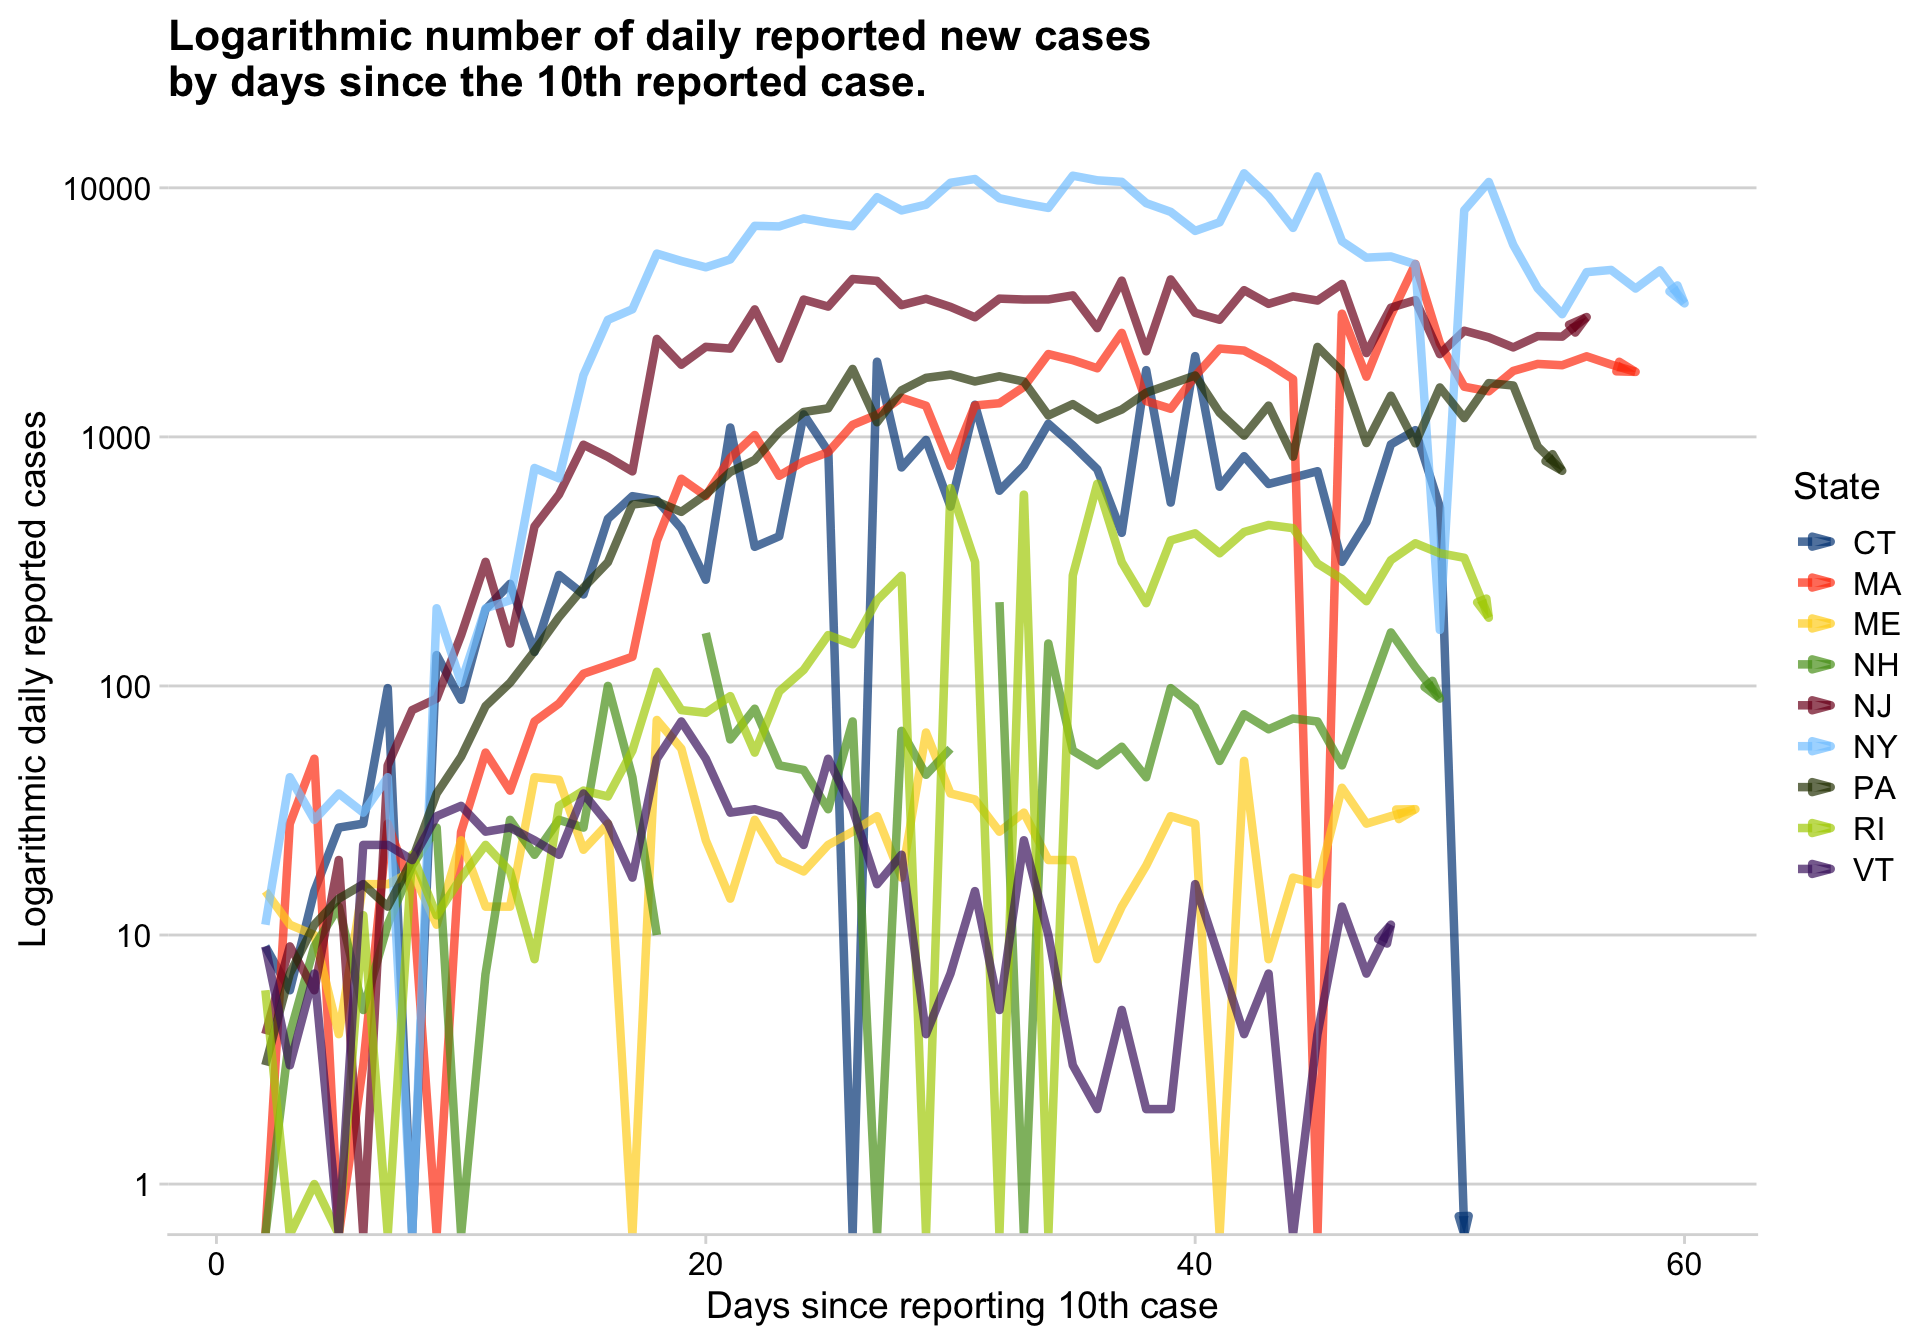 Logarithmic number of daily reported new cases
by days since the 10th reported case.
Logarithmic daily reported cases
10000
1000
100
10
1
0
20
40
60
Days since reporting 10th case
State
CT
MA
ME
NH
NJ
NY
PA
RI
VT